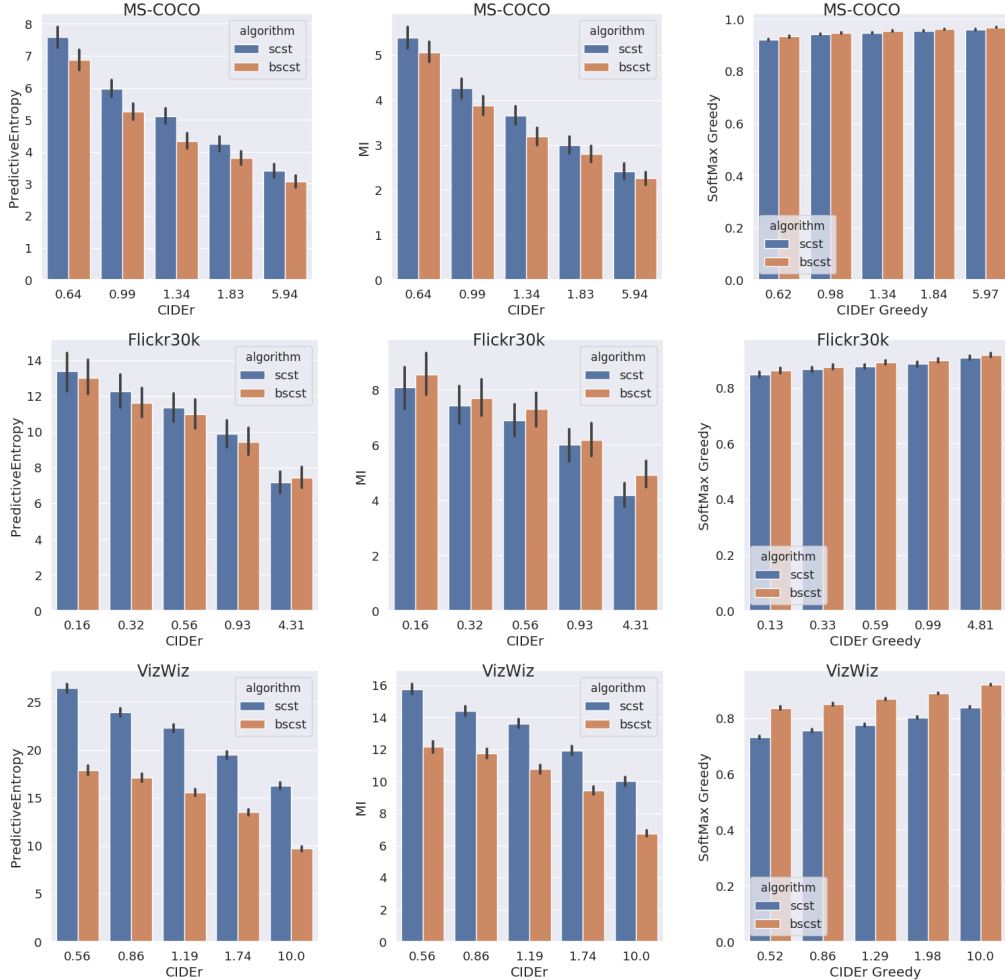 MS-COCO
8
7
6
5
4
3
2
1
0
PredictiveEntropy
algorithm
scst
bscst
0.64 0.99 1.34 1.83 5.94
CIDEr
MS-COCO
5
4
3
2
1
0
MI
algorithm
scst
bscst
0.64 0.99 1.34 1.83 5.94
CIDEr
MS-COCO
1.0
0.8
0.6
0.4
0.2
0.0
SoftMax Greedy
algorithm
scst
bscst
0.62 0.98 1.34 1.84 5.97
CIDEr Greedy
Flickr30k
14
12
10
8
6
4
2
0
PredictiveEntropy
algorithm
scst
bscst
0.16 0.32 0.56 0.93 4.31
CIDEr
Flickr30k
8
6
4
2
0
MI
algorithm
scst
bscst
0.16 0.32 0.56 0.93 4.31
CIDEr
Flickr30k
0.8
0.6
0.4
0.2
0.0
SoftMax Greedy
algorithm
scst
bscst
0.13 0.33 0.59 0.99 4.81
CIDEr Greedy
VizWiz
25
20
15
10
5
0
PredictiveEntropy
algorithm
scst
bscst
0.56 0.86 1.19 1.74 10.0
CIDEr
VizWiz
16
14
12
10
8
6
4
2
0
MI
algorithm
scst
bscst
0.56 0.86 1.19 1.74 10.0
CIDEr
VizWiz
0.8
0.6
0.4
0.2
0.0
SoftMax Greedy
algorithm
scst
bscst
0.52 0.86 1.29 1.98 10.0
CIDEr Greedy